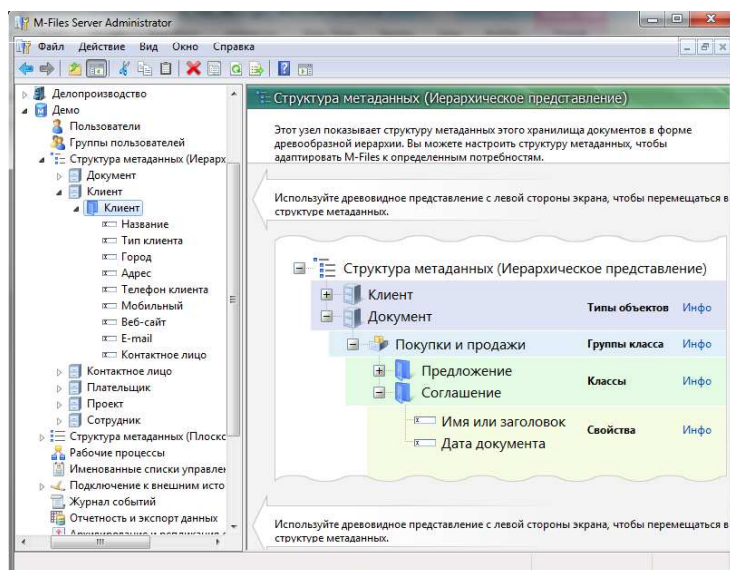 M-Files Server Administrator
Файл Действие Вид Окно Справка
Делопроизводство
Демо
Пользователи
Группы пользователей
Структура метаданных (Иерарх
Документ
Клиент
Клиент
Название
Тип клиента
Город
Адрес
Телефон клиента
Мобильный
Веб-сайт
E-mail
Контактное лицо
Контактное лицо
Плательщик
Проект
Сотрудник
Структура метаданных (Плоско
Рабочие процессы
Именованные списки управлен
Подключение к внешним исто
Журнал событий
Отчетность и экспорт данных
Архивирование и репликация с
Структура метаданных (Иерархическое представление)
Этот узел показывает структуру метаданных этого хранилища документов в форме
древообразной иерархии. Вы можете настроить структуру метаданных, чтобы
адаптировать M-Files к определенным потребностям.
Используйте древовидное представление с левой стороны экрана, чтобы перемещаться в
структуре метаданных.
Структура метаданных (Иерархическое представление)
Клиент
Документ Типы объектов Инфо
Покупки и продажи Группы класса Инфо
Предложение
Соглашение Классы Инфо
Имя или заголовок
Дата документа Свойства Инфо
Используйте древовидное представление с левой стороны экрана, чтобы перемещаться в
структуре метаданных.